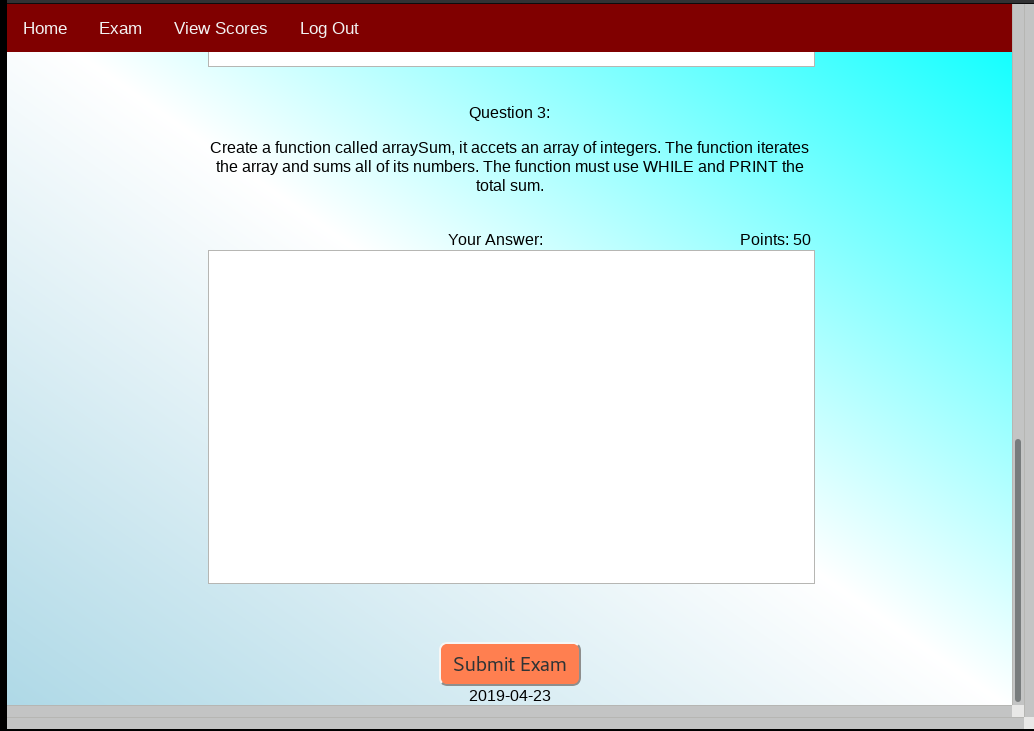 Home Exam View Scores Log Out
Question 3:
Create a function called arraySum, it accets an array of integers. The function iterates
the array and sums all of its numbers. The function must use WHILE and PRINT the
total sum.
Your Answer: Points: 50
Submit Exam
2019-04-23